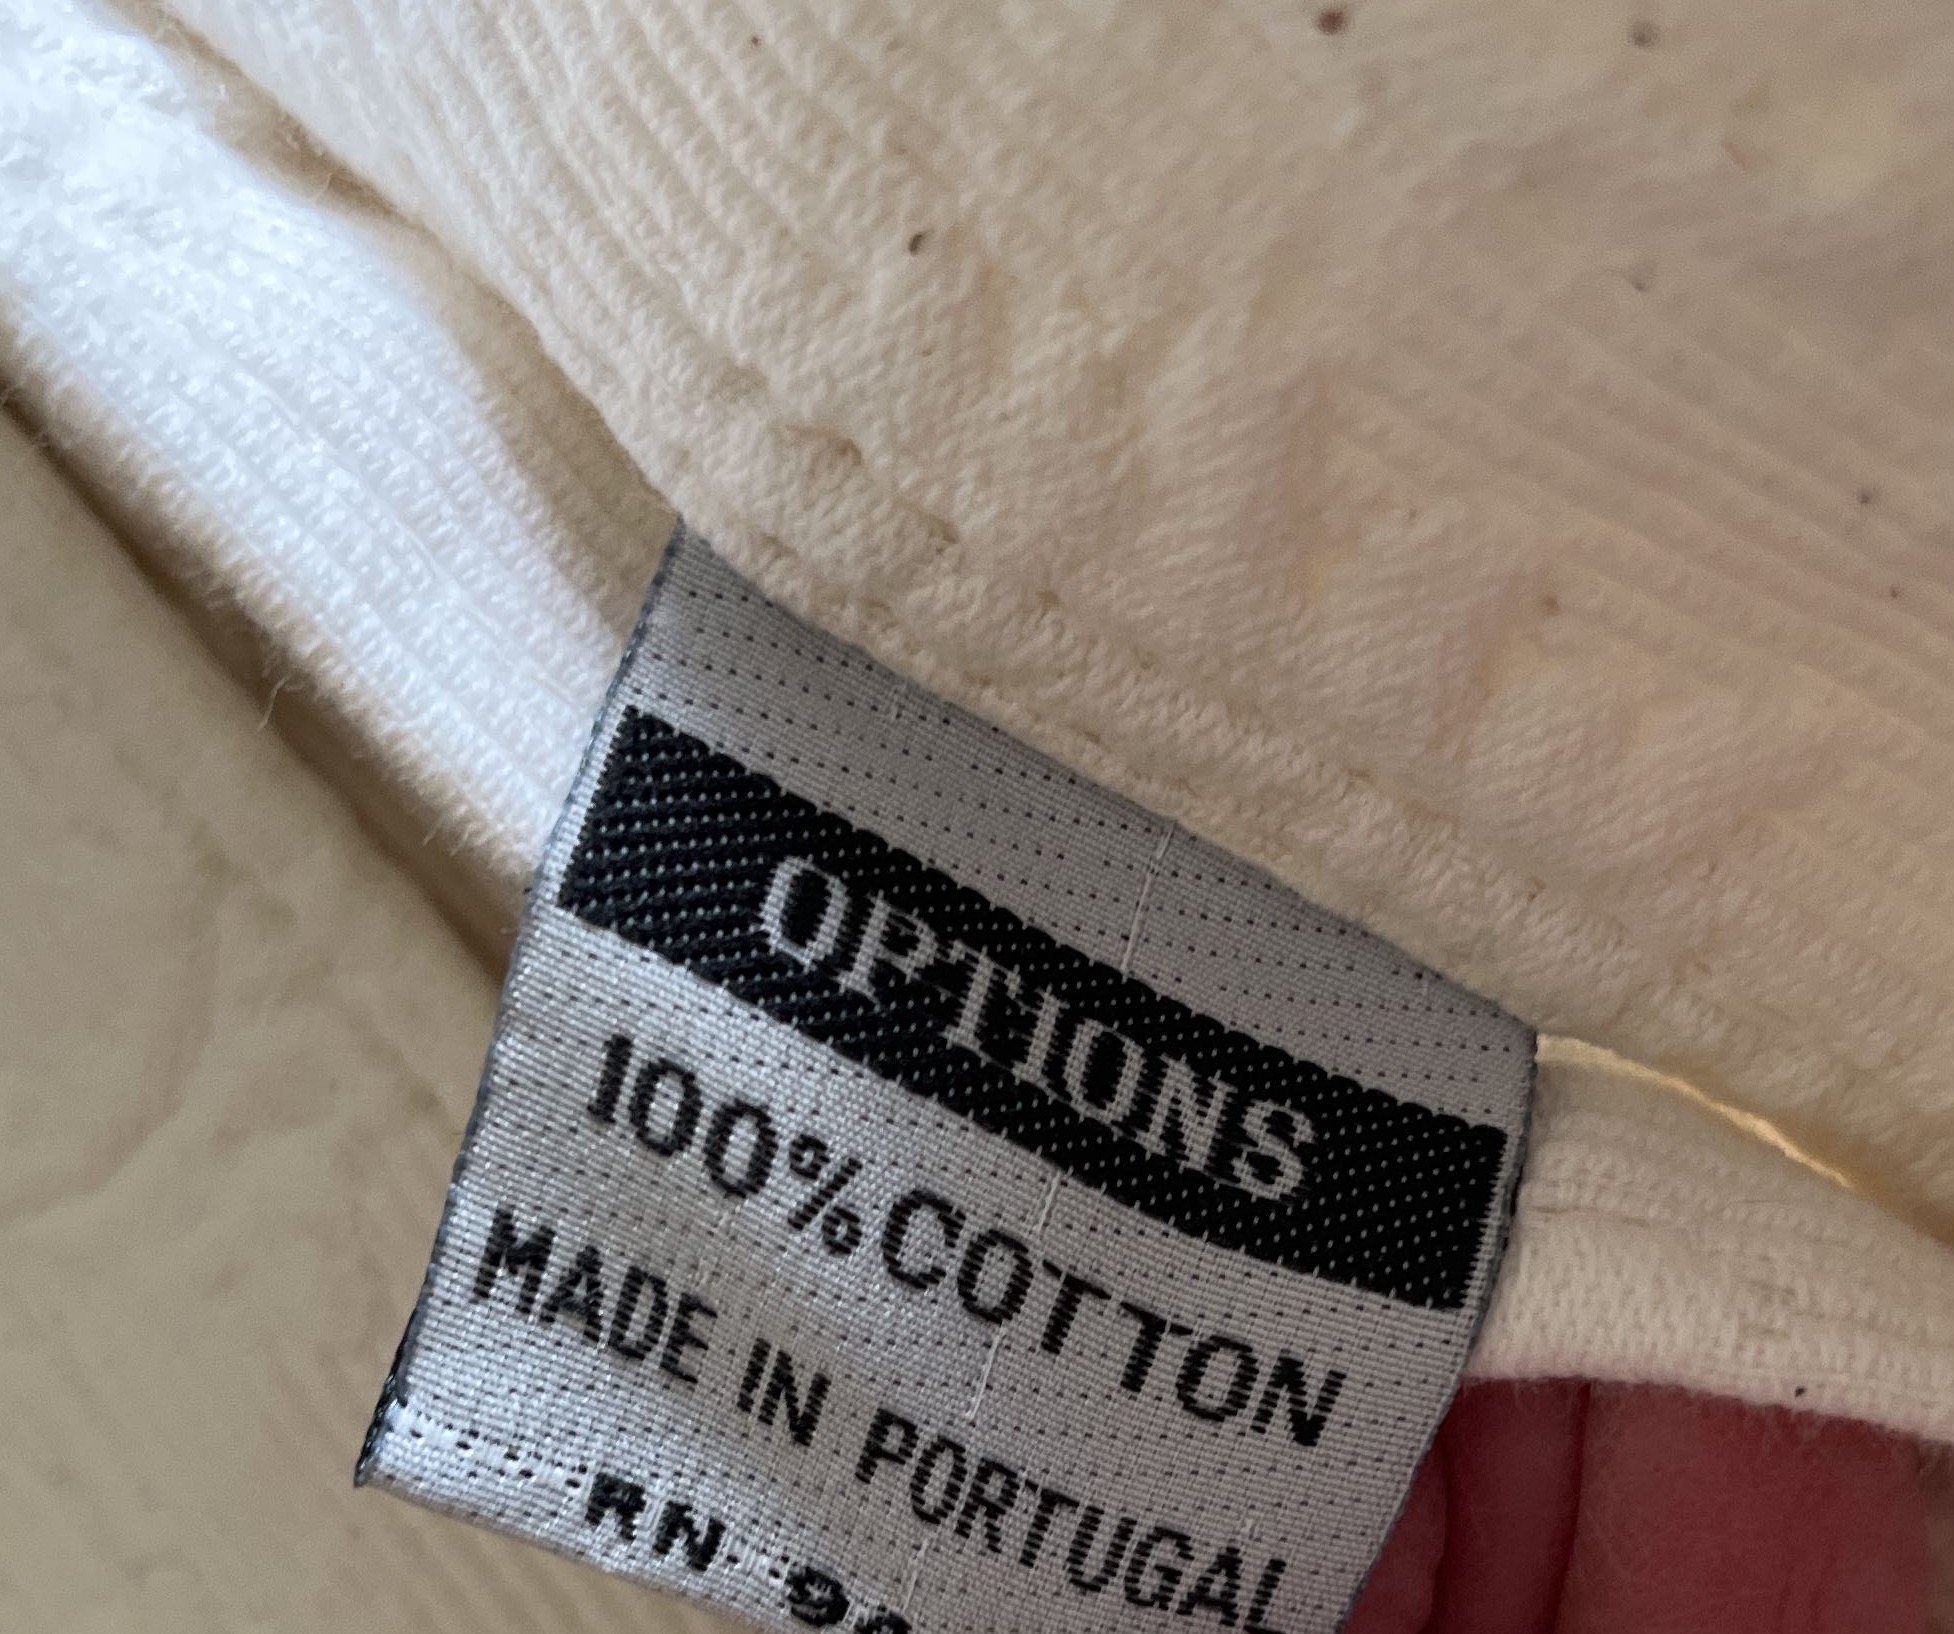 OPTIONS
100% COTTON
MADE IN PORTUGAL
RN